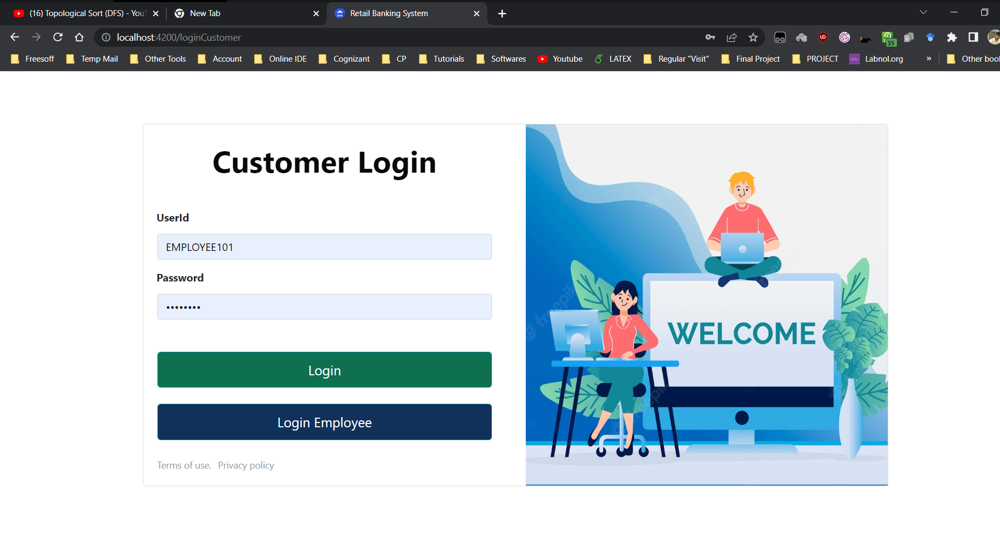 (16) Topological Sort (DFS) - You
New Tab
Retail Banking System
localhost:4200/loginCustomer
35
Freesoff
Temp Mail
Other Tools
Account
Online IDE
Cognizant
CP
Tutorials
Softwares
Youtube
LATEX
Regular "Visit"
Final Project
PROJECT
Labnol.org
»
Other bool
Customer Login
UserId
EMPLOYEE101
Password
••••••••
Login
Login Employee
Terms of use. Privacy policy
WELCOME
freepik
freepik